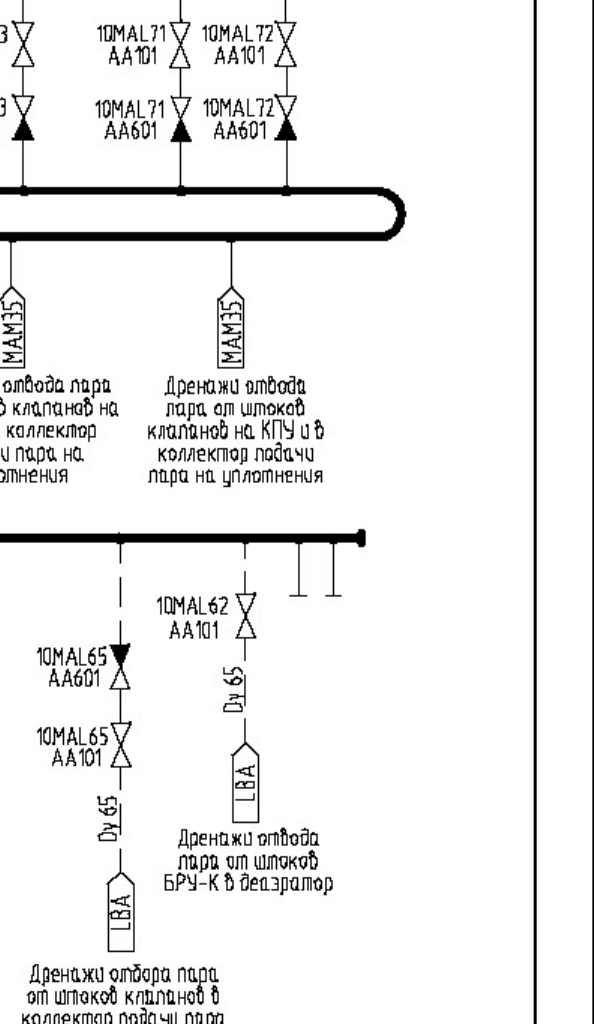 3
10MAL71
AA101
10MAL72
AA101
3
10MAL71
AA601
10MAL72
AA601
MAM35
MAM35
отвода пара
в клапанов на
коллектор
и пара на
отнения
Дренажи отвода
пара от штоков
клапанов на КПУ и в
коллектор подачи
пара на уплотнения
10MAL62
AA101
10MAL65
AA601
Dу 65
10MAL65
AA101
LBA
Dу 65
Дренажи отвода
пара от штоков
БРУ-К в деаэратор
LBA
Дренажи отбора пара
от штоков клапанов в
коллектор подачи пара